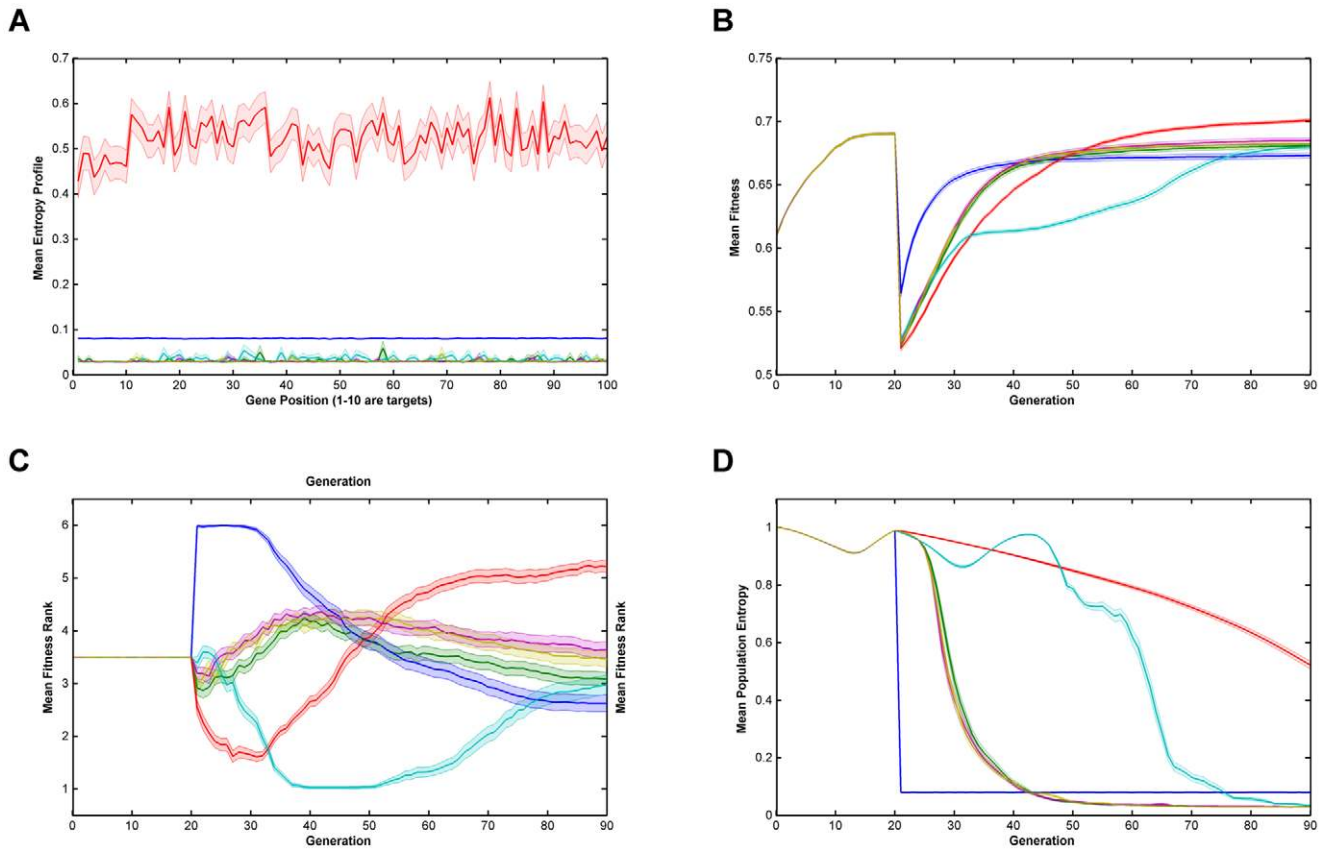 A
Mean Entropy Profile
0.7
0.6
0.5
0.4
0.3
0.2
0.1
0
0 10 20 30 40 50 60 70 80 90 100
Gene Position (1-10 are targets)
B
Mean Fitness
0.75
0.7
0.65
0.6
0.55
0.5
0 10 20 30 40 50 60 70 80 90
Generation
C
Generation
Mean Fitness Rank
6
5
4
3
2
1
0 10 20 30 40 50 60 70 80 90
Generation
Mean Fitness Rank
D
Mean Population Entropy
1
0.8
0.6
0.4
0.2
0
0 10 20 30 40 50 60 70 80 90
Generation